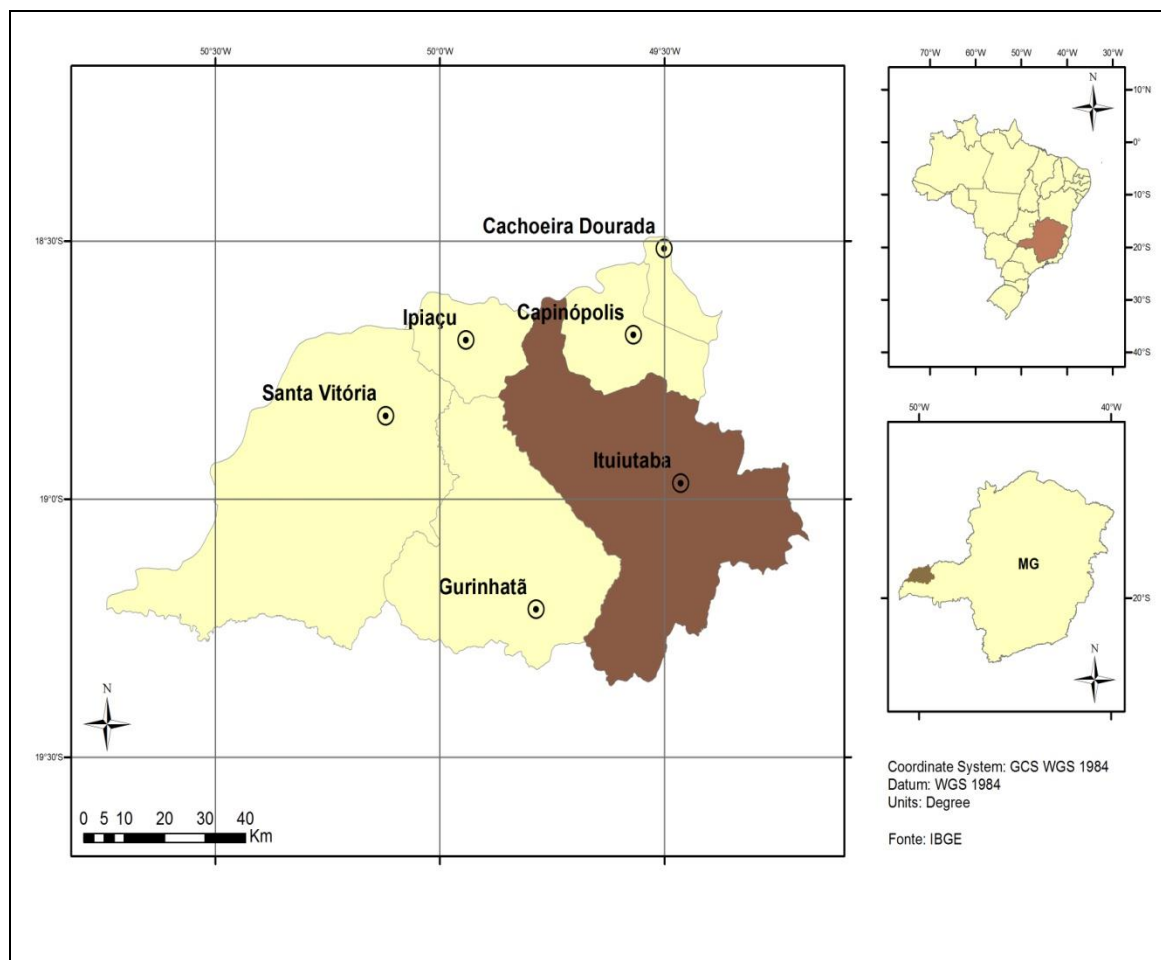 50°30'W 50°0'W 49°30'W
18°30'S
19°0'S
19°30'S
Cachoeira Dourada
Ipiaçu
Capinópolis
Santa Vitória
Ituiutaba
Gurinhatã
N
0 5 10 20 30 40
Km
70°W 60°W 50°W 40°W 30°W
N
10°N
0°
10°S
20°S
30°S
40°S
50°W 40°W
MG
20°S
N
Coordinate System: GCS WGS 1984
Datum: WGS 1984
Units: Degree
Fonte: IBGE